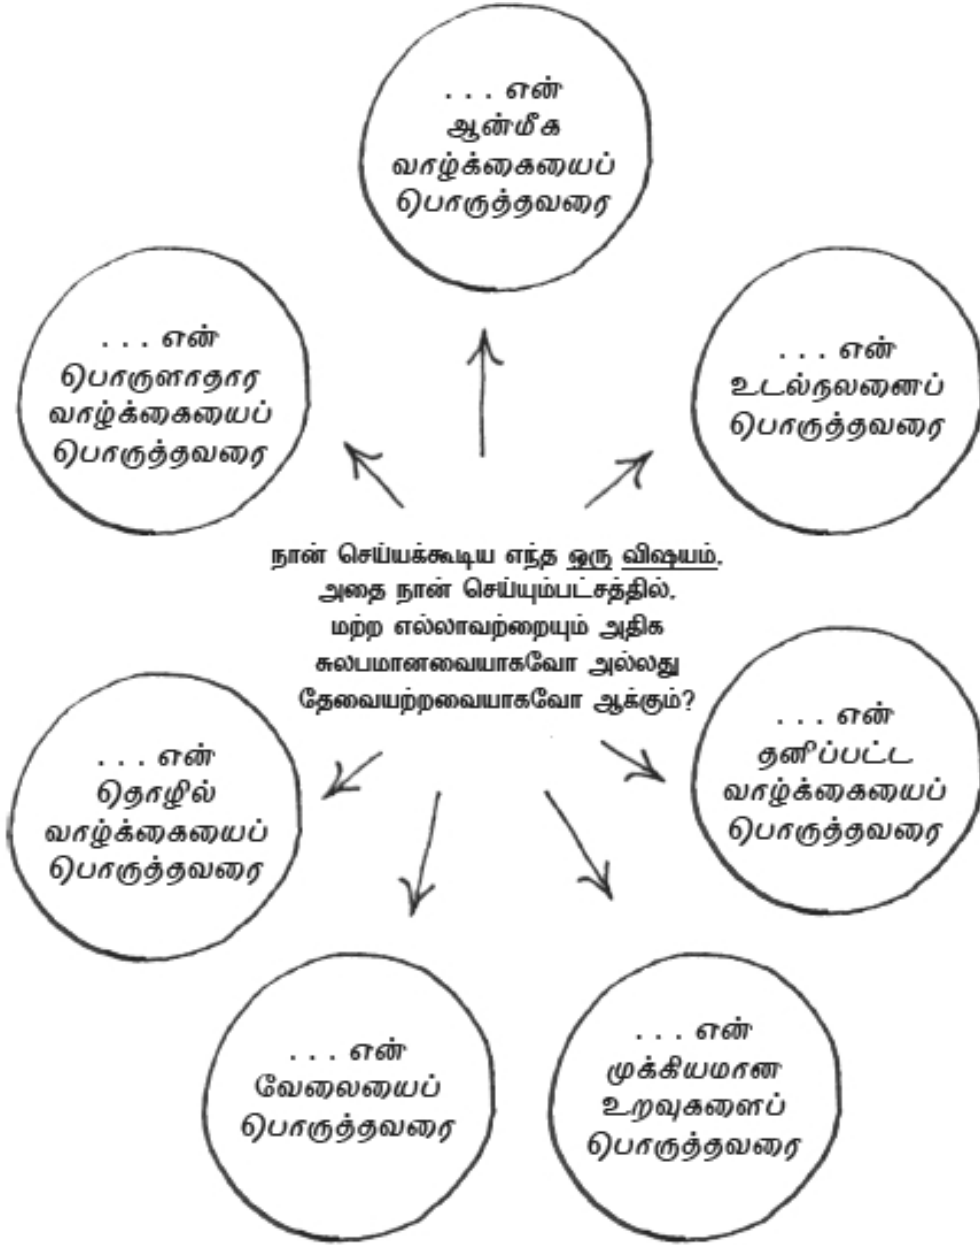 . . . என்
ஆன்மீக
வாழ்க்கையைப்
பொருத்தவரை
. . . என்
பொருளாதார
வாழ்க்கையைப்
பொருத்தவரை
. . . என்
உடல்நலனைப்
பொருத்தவரை
நான் செய்யக்கூடிய எந்த ஒரு விஷயம்,
அதை நான் செய்யும்பட்சத்தில்,
மற்ற எல்லாவற்றையும் அதிக
சுலபமானவையாகவோ அல்லது
தேவையற்றவையாகவோ ஆக்கும்?
. . . என்
தொழில்
வாழ்க்கையைப்
பொருத்தவரை
. . . என்
தனிப்பட்ட
வாழ்க்கையைப்
பொருத்தவரை
. . . என்
வேலையைப்
பொருத்தவரை
. . . என்
முக்கியமான
உறவுகளைப்
பொருத்தவரை